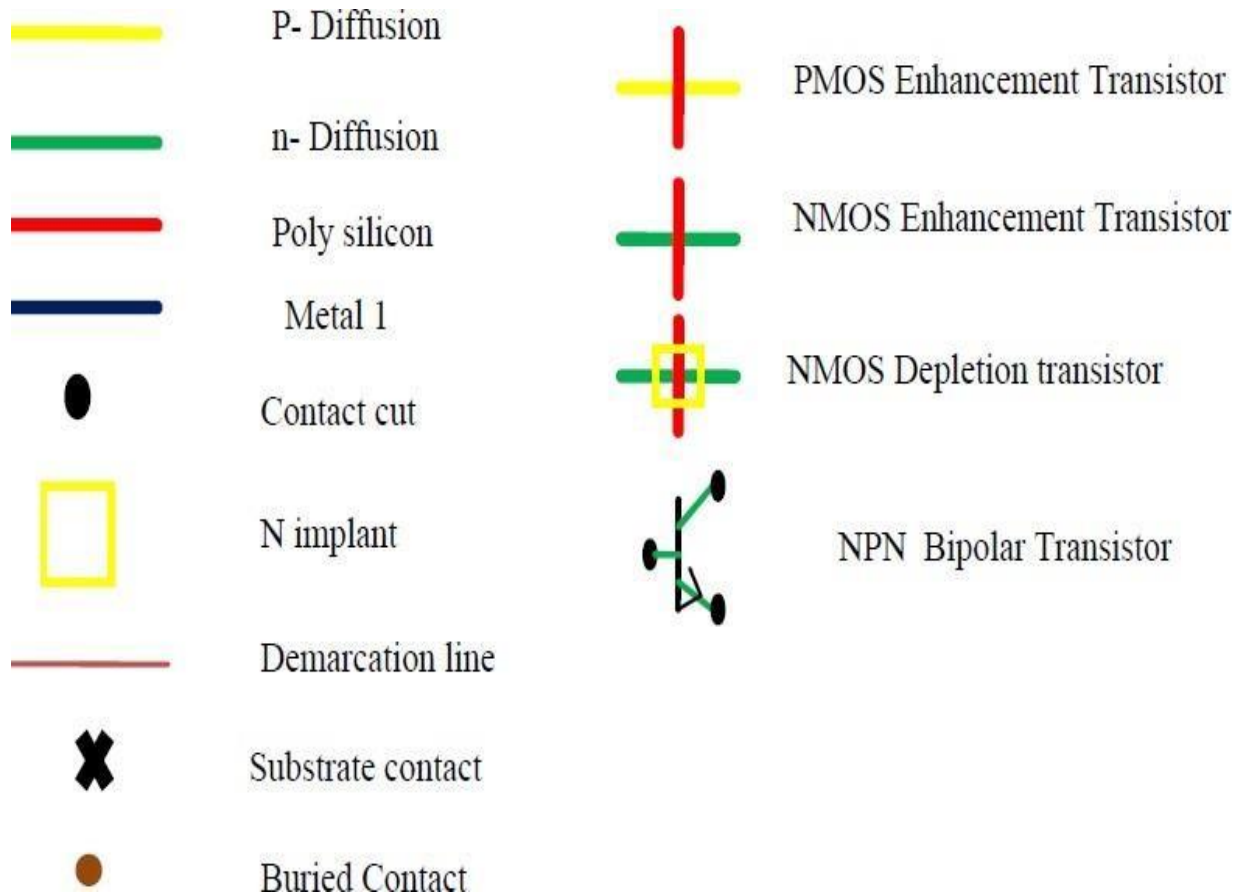 P- Diffusion
n- Diffusion
Poly silicon
Metal 1
Contact cut
N implant
Demarcation line
Substrate contact
Buried Contact
PMOS Enhancement Transistor
NMOS Enhancement Transistor
NMOS Depletion transistor
NPN Bipolar Transistor